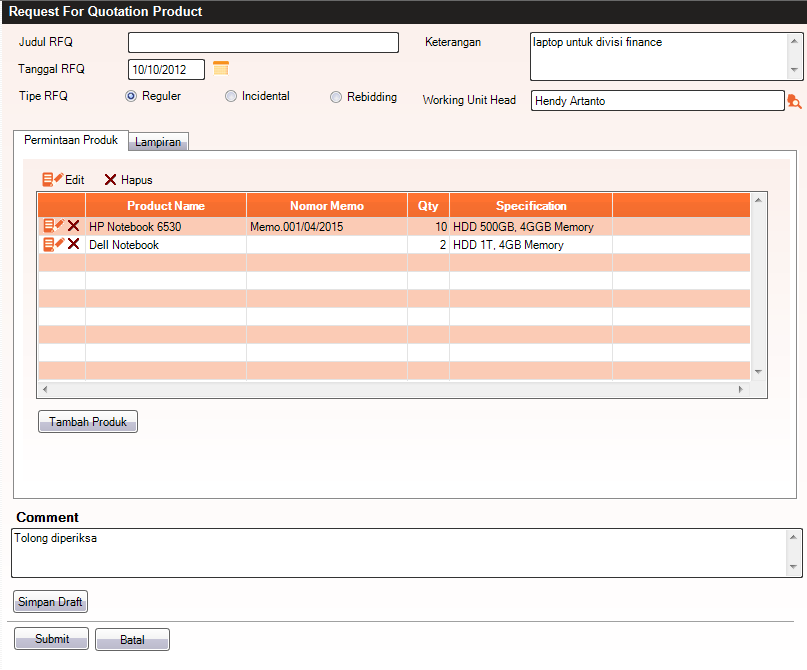 Request For Quotation Product
Judul RFQ
Keterangan
laptop untuk divisi finance
Tanggal RFQ
10/10/2012
Tipe RFQ
Reguler
Incidental
Rebidding
Working Unit Head
Hendy Artanto
Permintaan Produk
Lampiran
Edit
Hapus
Product Name Nomor Memo Qty Specification
HP Notebook 6530 Memo.001/04/2015 10 HDD 500GB, 4GGB Memory
Dell Notebook 2 HDD 1T, 4GB Memory
Tambah Produk
Comment
Tolong diperiksa
Simpan Draft
Submit
Batal